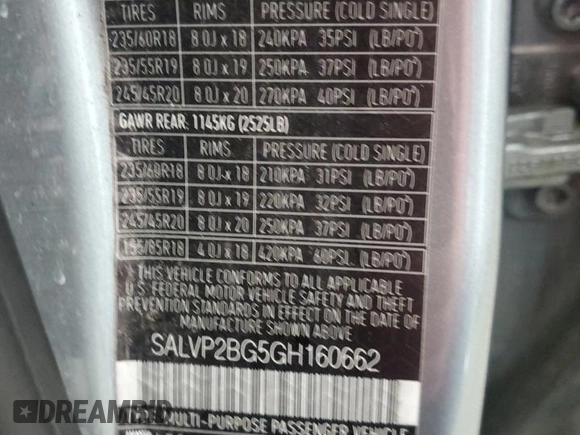 TIRES RIMS PRESSURE (COLD SINGLE)
235/60R18 8.0J x 18 240KPA 35PSI (LB/PO²)
235/55R19 8.0J x 19 250KPA 37PSI (LB/PO²)
245/45R20 8.0J x 20 270KPA 40PSI (LB/PO²)
GAWR REAR: 1145KG (2525LB)
TIRES RIMS PRESSURE (COLD SINGLE)
235/60R18 8.0J x 18 210KPA 31PSI (LB/PO²)
235/55R19 8.0J x 19 220KPA 32PSI (LB/PO²)
245/45R20 8.0J x 20 250KPA 37PSI (LB/PO²)
155/85R18 4.0J x 18 420KPA 60PSI (LB/PO²)
THIS VEHICLE CONFORMS TO ALL APPLICABLE
U.S. FEDERAL MOTOR VEHICLE SAFETY AND THEFT
PREVENTION STANDARDS IN EFFECT ON THE DATE OF
MANUFACTURE SHOWN ABOVE.
SALVP2BG5GH160662
MULTI-PURPOSE PASSENGER VEHICLE
DREAMBID